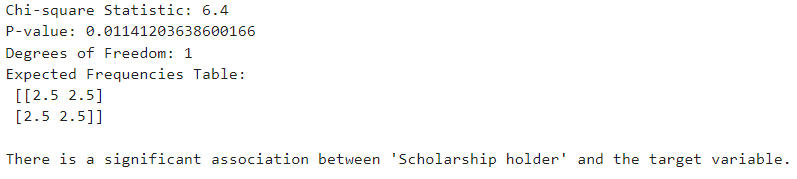 Chi-square Statistic: 6.4
P-value: 0.01141203638600166
Degrees of Freedom: 1
Expected Frequencies Table:
 [[2.5 2.5]
 [2.5 2.5]]

There is a significant association between 'Scholarship holder' and the target variable.